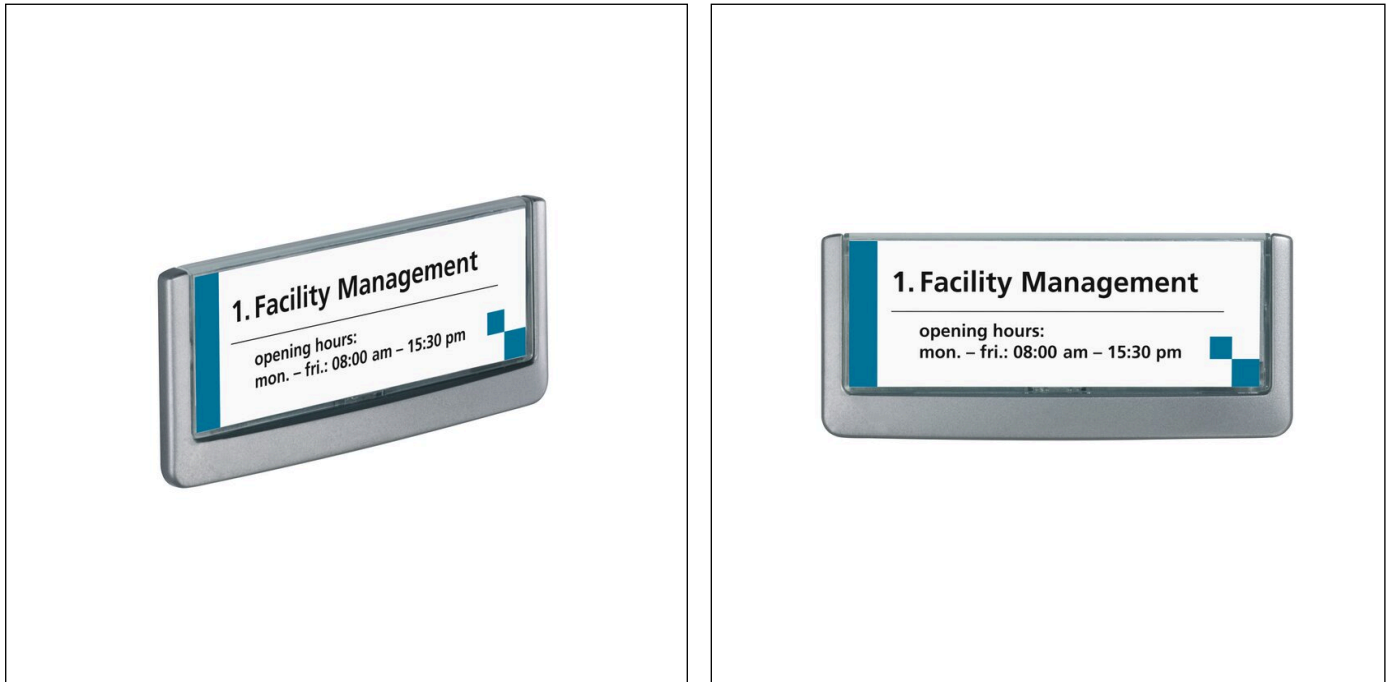 1. Facility Management
opening hours:
mon. – fri.: 08:00 am – 15:30 pm
1. Facility Management
opening hours:
mon. – fri.: 08:00 am – 15:30 pm